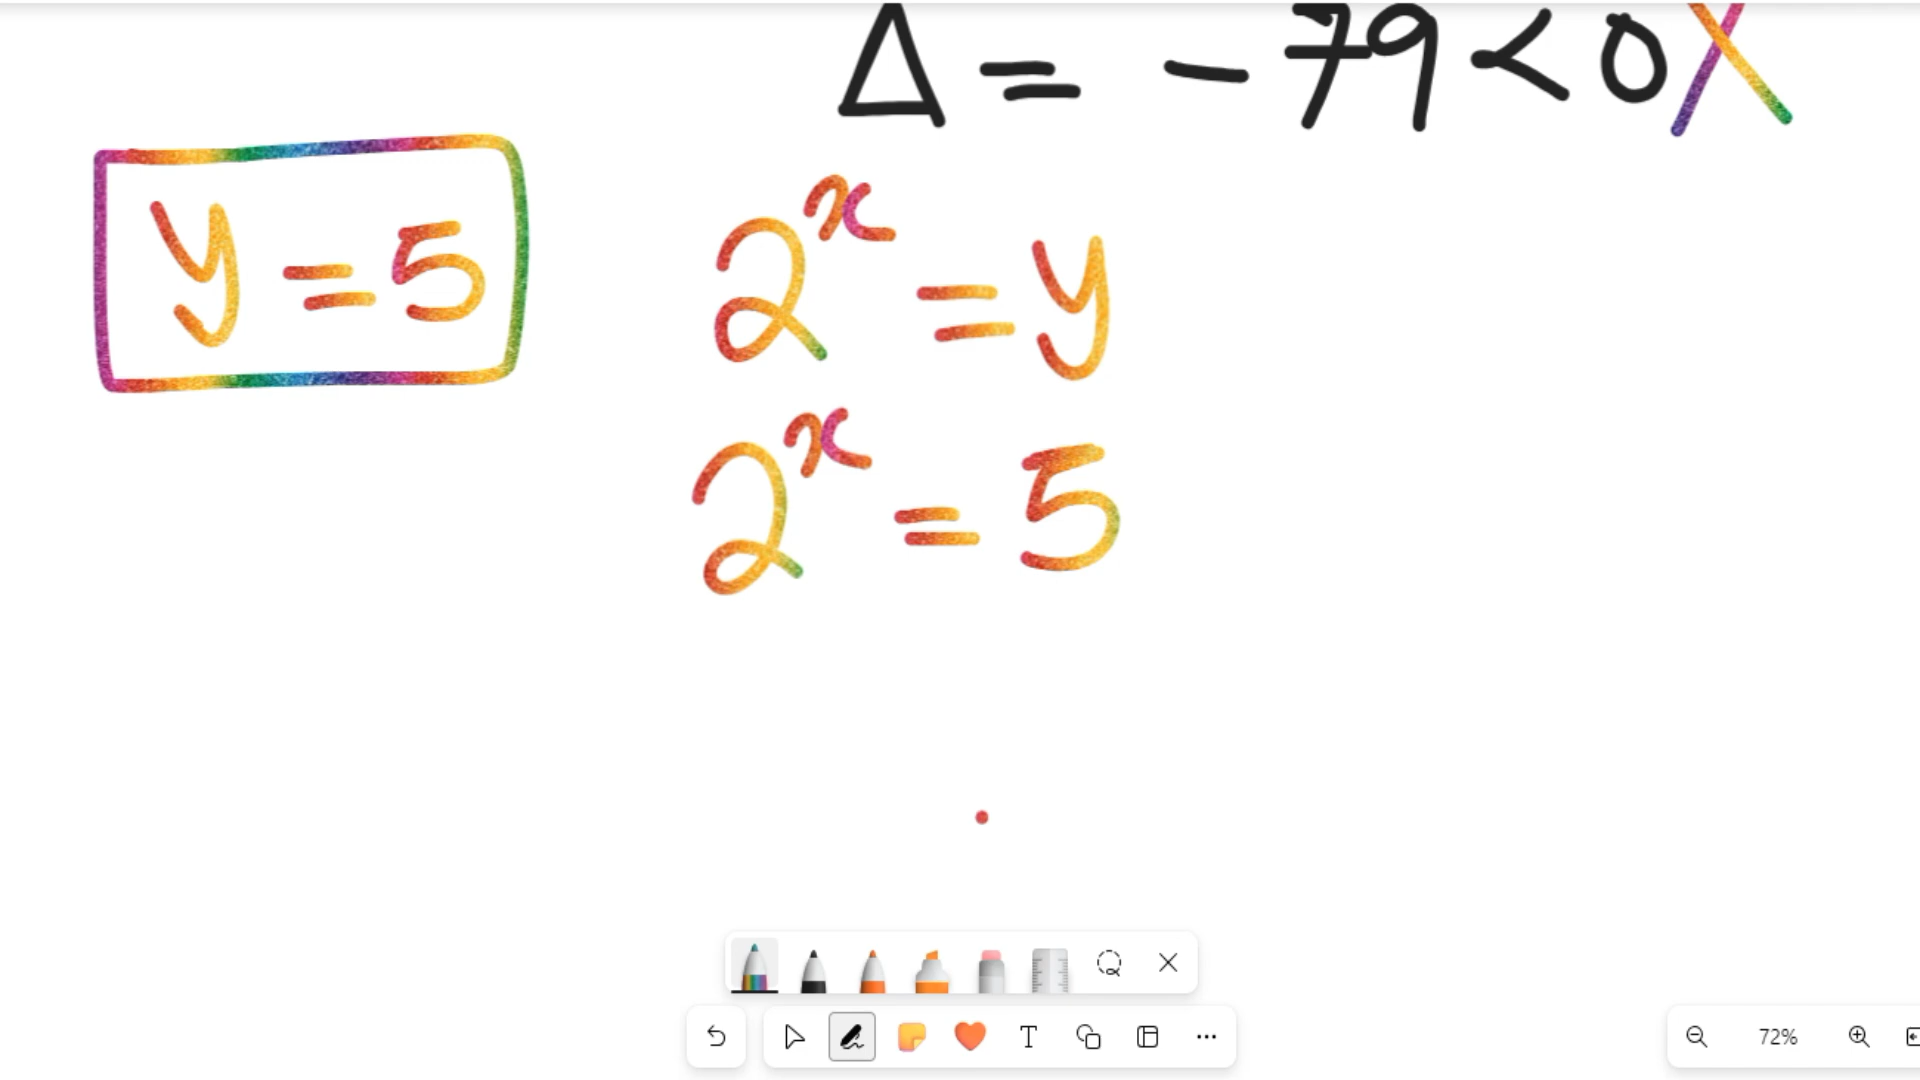 Δ = - 79 < 0 X
y = 5
2^x = y
2^x = 5
T
72%